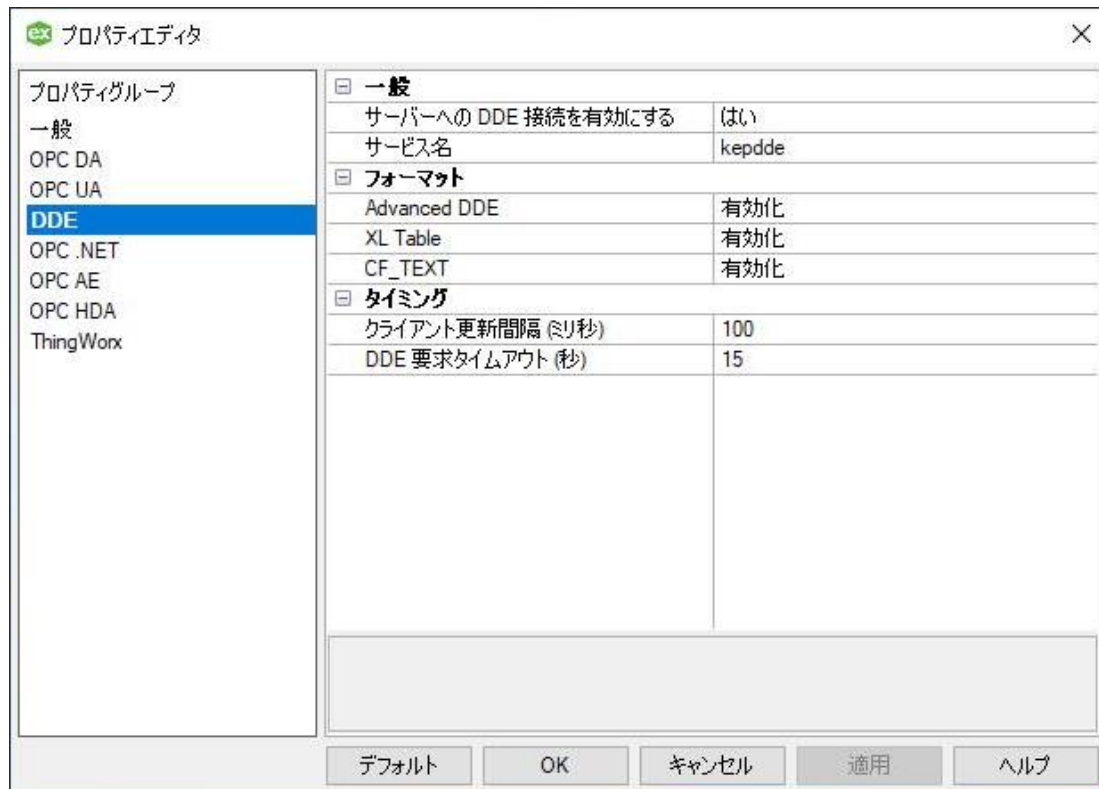 ex プロパティエディタ
プロパティグループ
一般
OPC DA
OPC UA
DDE
OPC .NET
OPC AE
OPC HDA
ThingWorx
一般
サーバーへの DDE 接続を有効にする はい
サービス名 kepdde
フォーマット
Advanced DDE 有効化
XL Table 有効化
CF_TEXT 有効化
タイミング
クライアント更新間隔 (ミリ秒) 100
DDE 要求タイムアウト (秒) 15
デフォルト OK キャンセル 適用 ヘルプ